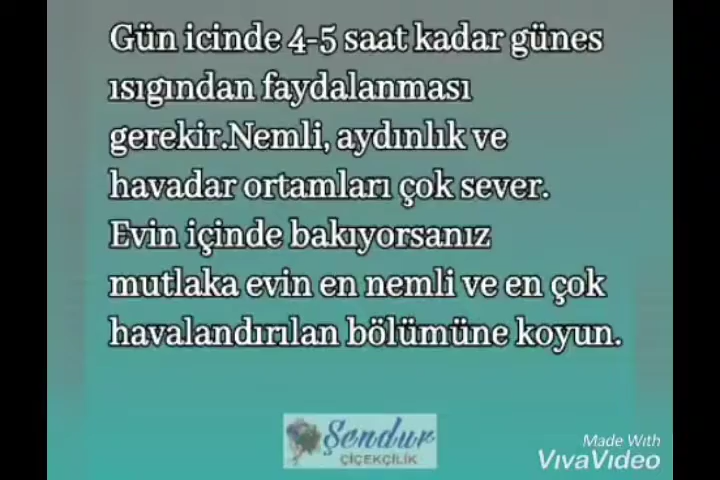 Gün icinde 4-5 saat kadar günes
ısıgından faydalanması
gerekir.Nemli, aydınlık ve
havadar ortamları çok sever.
Evin içinde bakıyorsanız
mutlaka evin en nemli ve en çok
havalandırılan bölümüne koyun.
Şendur
ÇİÇEKÇİLİK
Made With
VivaVideo